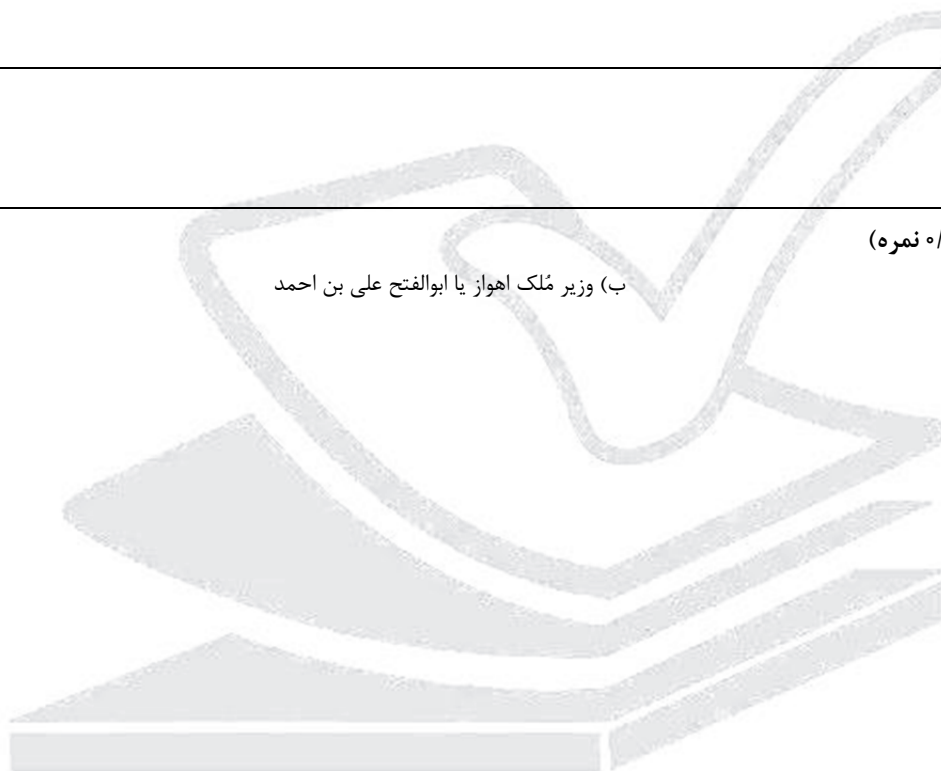 /۰ نمره)
ب) وزیر مُلک اهواز یا ابوالفتح علی بن احمد